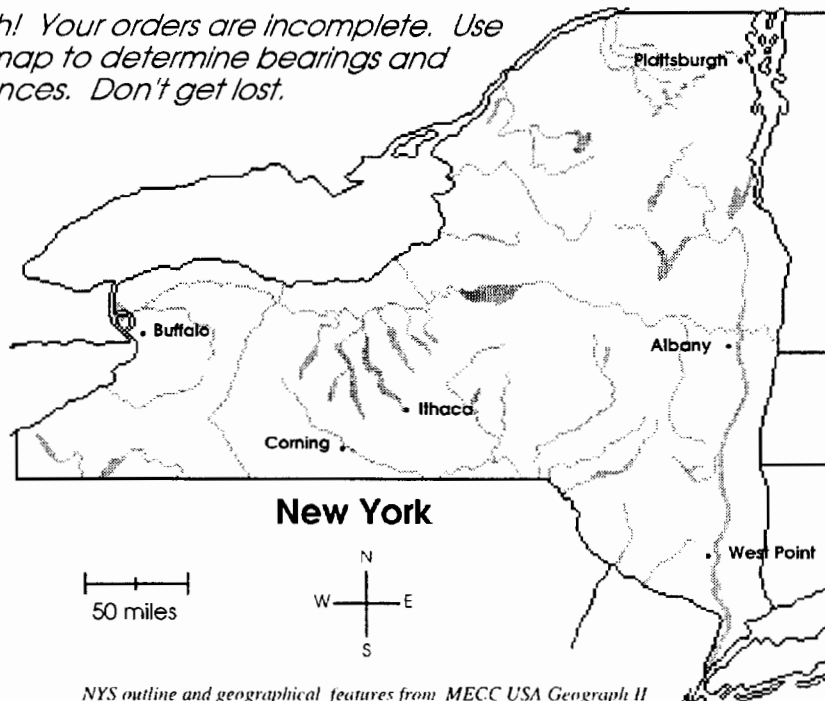 h! Your orders are incomplete. Use
nap to determine bearings and
nces. Don't get lost.
Plattsburgh
Buffalo
Albany
Ithaca
Corning
New York
West Point
N
W E
S
50 miles
NYS outline and geographical features from MECC USA Geograph II